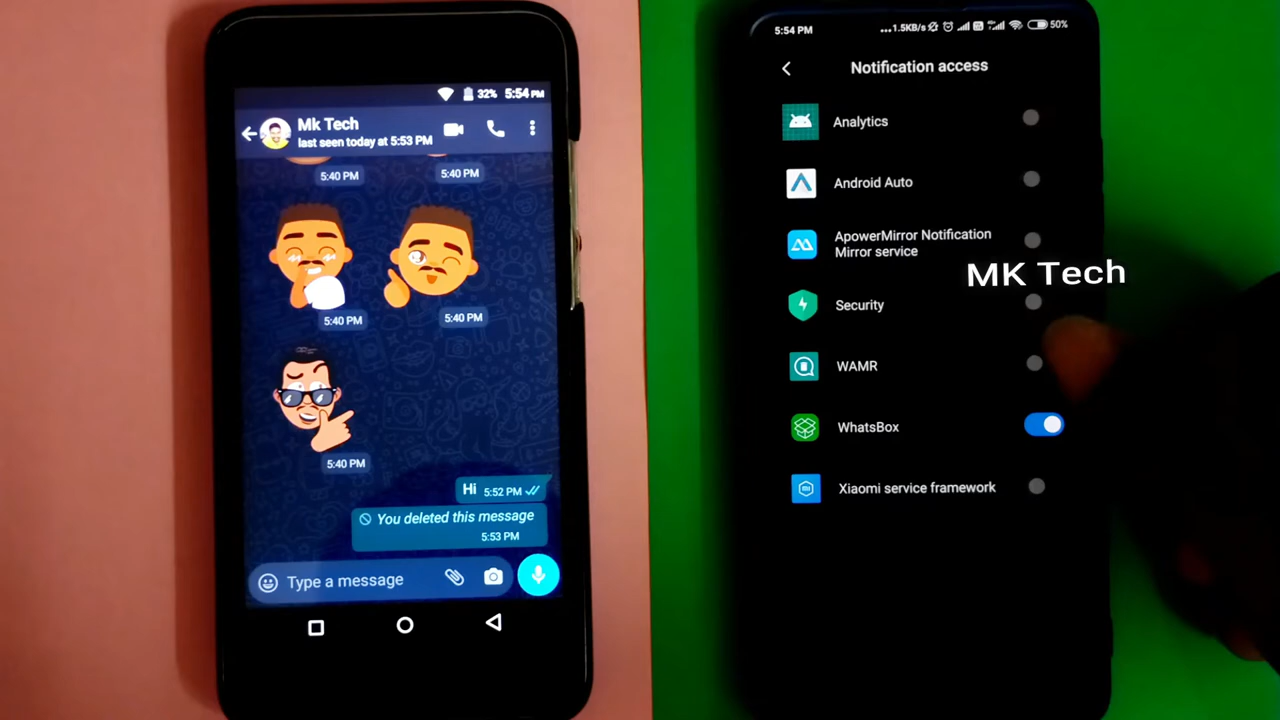 32% 5:54 PM
Mk Tech
last seen today at 5:53 PM
5:40 PM 5:40 PM
5:40 PM 5:40 PM
5:40 PM
Hi 5:52 PM
You deleted this message
5:53 PM
Type a message
5:54 PM ...1.5KB/s 50%
Notification access
Analytics
Android Auto
ApowerMirror Notification
Mirror service
MK Tech
Security
WAMR
WhatsBox
Xiaomi service framework